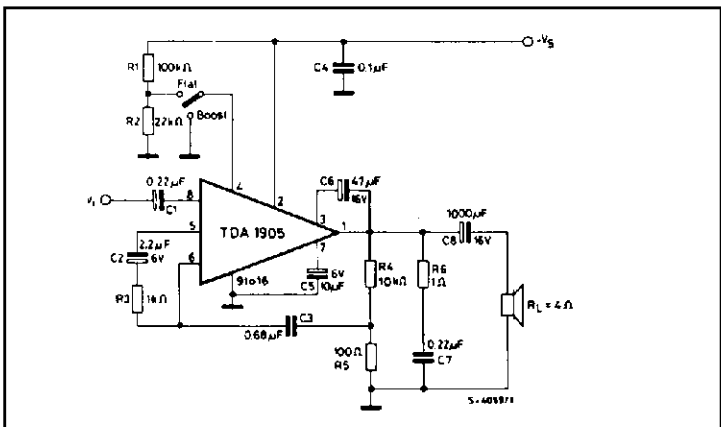 -Vs
R1
100kΩ
C4
0.1µF
Flat
Boost
R2
22kΩ
4
2
C6
47µF
16V
3
0.22µF
8
C1
1
TDA 1905
1000µF
C8
16V
5
7
2.2µF
C2
6V
6
9 to 16
6V
C5
10µF
R4
10kΩ
R6
1Ω
RL = 4Ω
R3
1kΩ
C3
0.68µF
100Ω
R5
0.22µF
C7